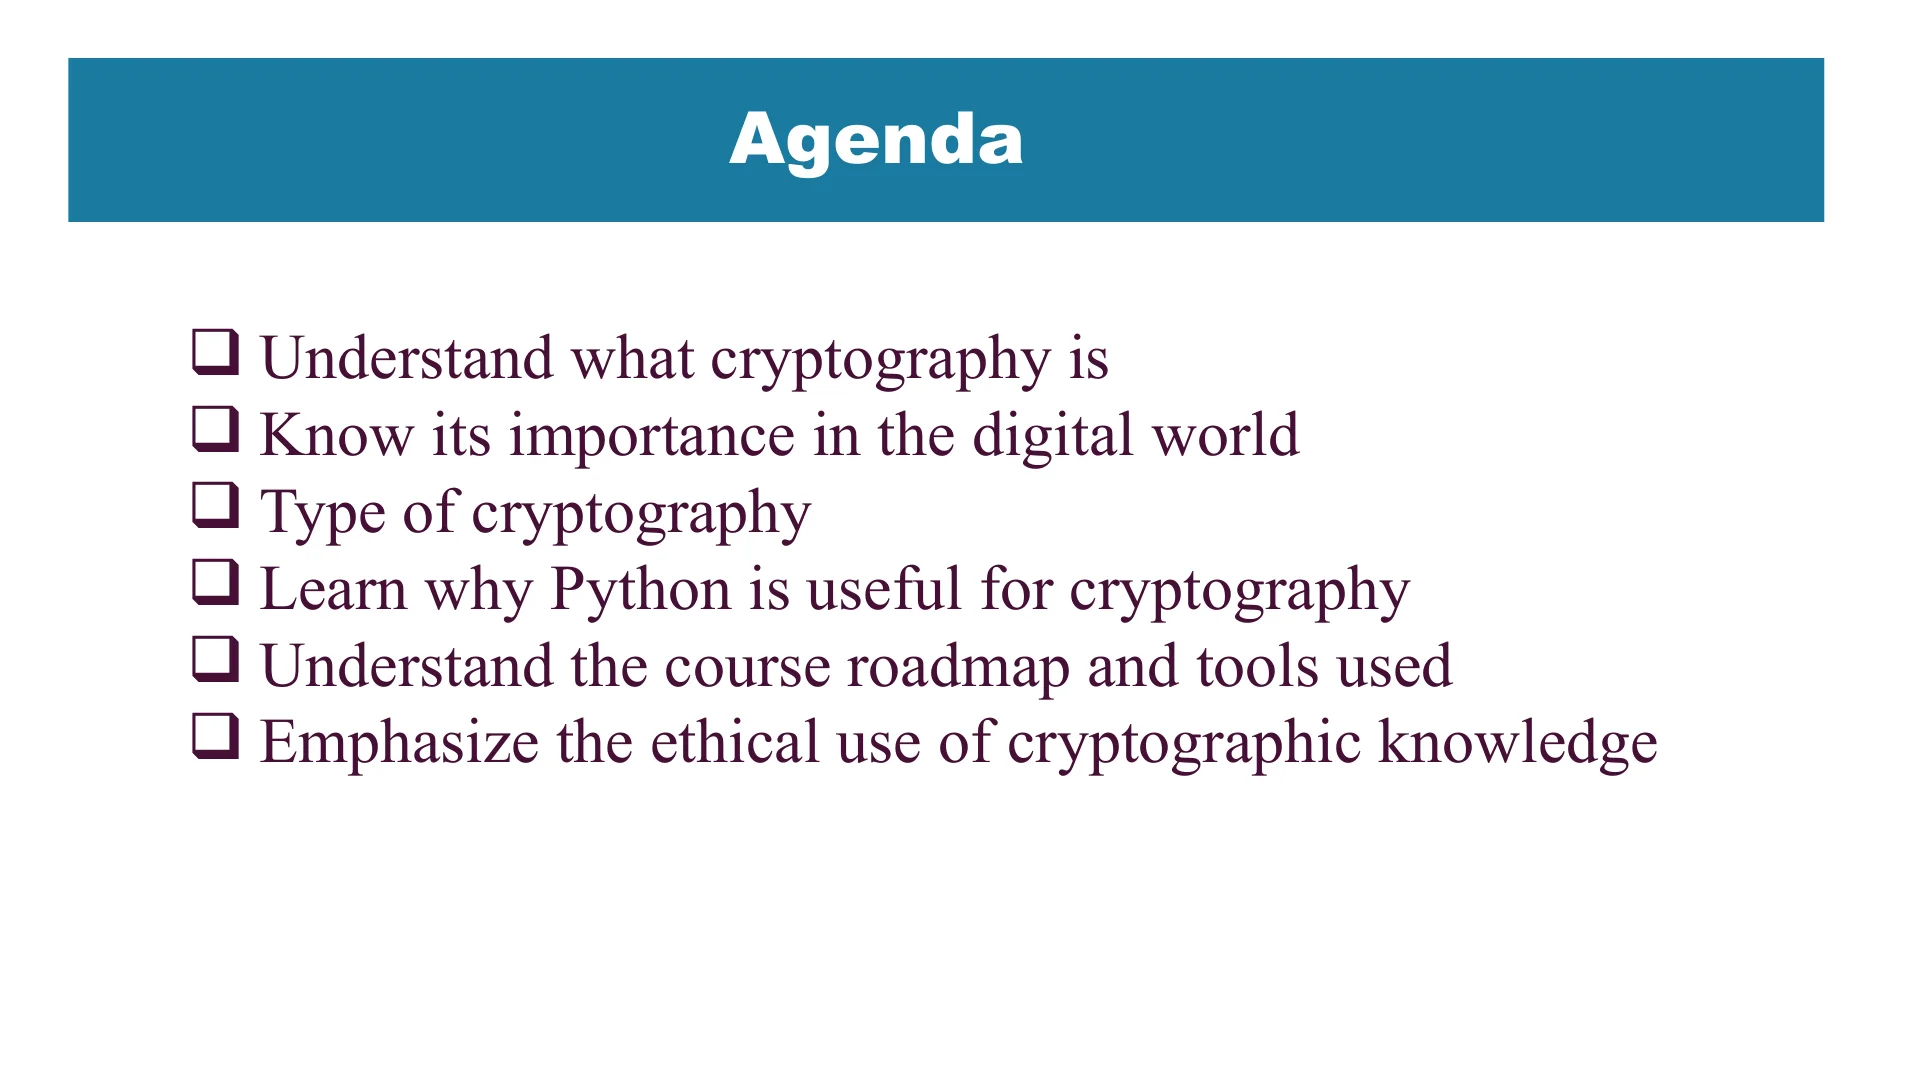 Agenda
❑ Understand what cryptography is
❑ Know its importance in the digital world
❑ Type of cryptography
❑ Learn why Python is useful for cryptography
❑ Understand the course roadmap and tools used
❑ Emphasize the ethical use of cryptographic knowledge